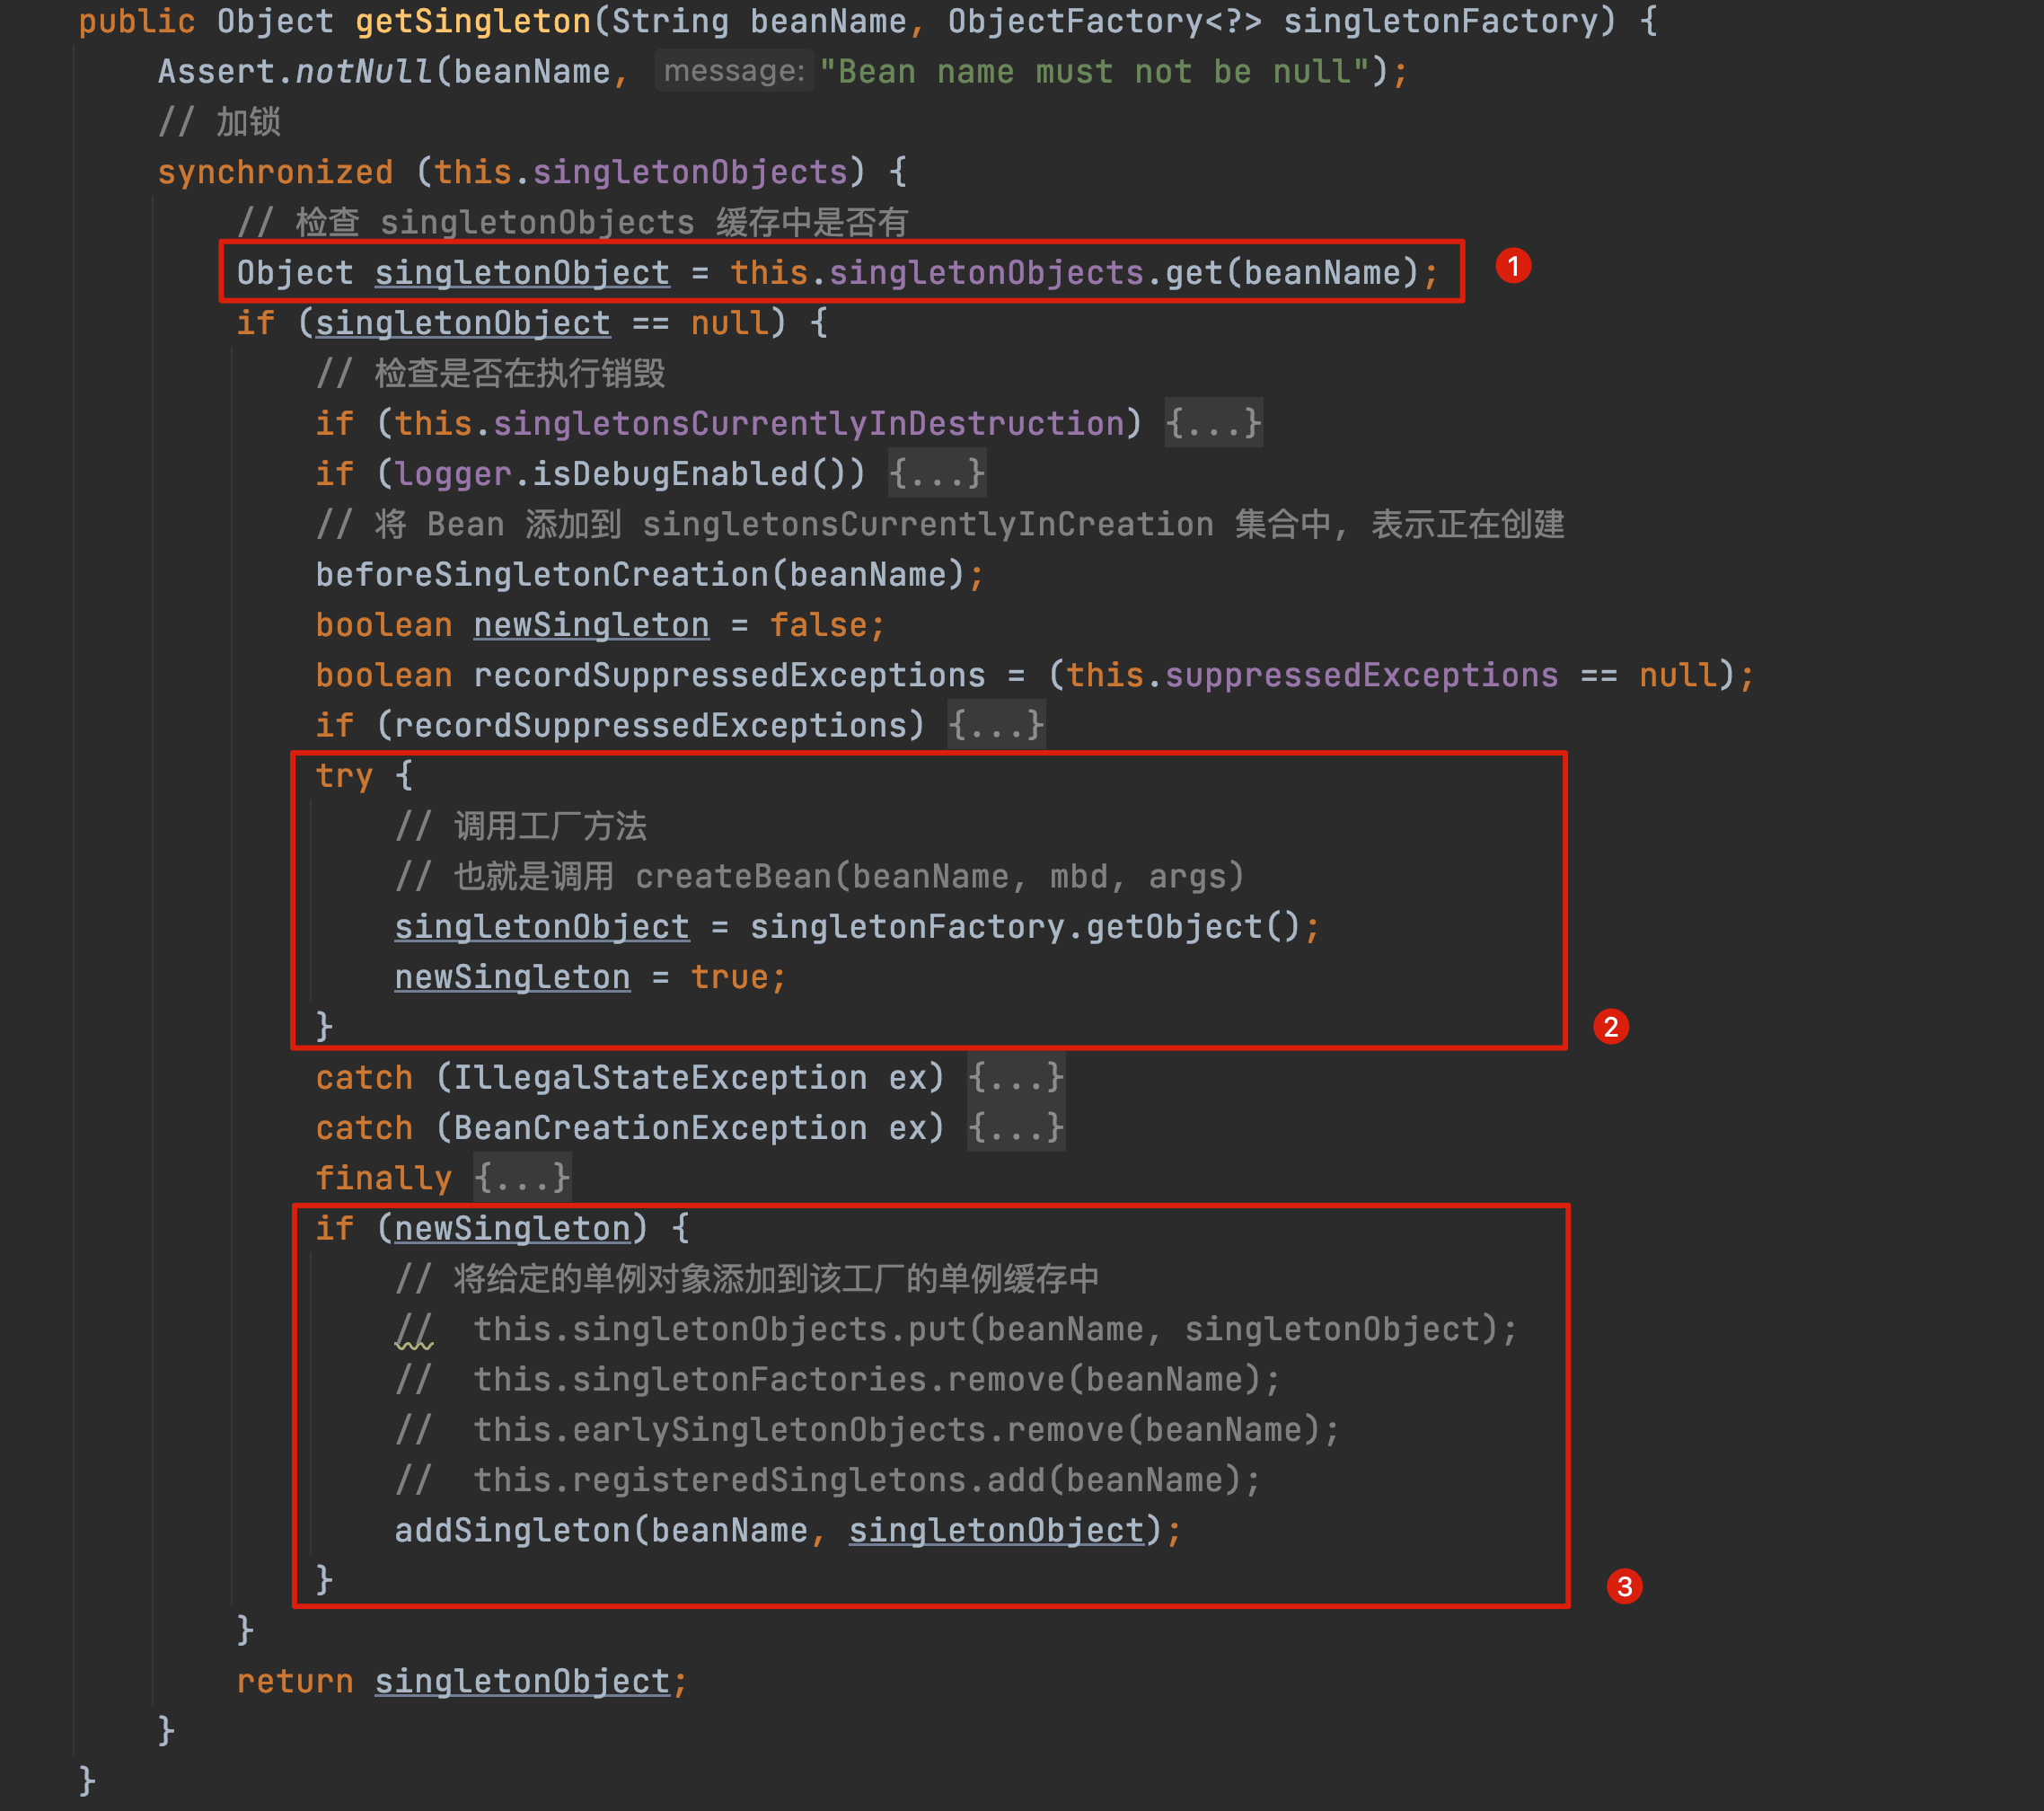 public Object getSingleton(String beanName, ObjectFactory<?> singletonFactory) {
Assert.notNull(beanName, message: "Bean name must not be null");
// 加锁
synchronized (this.singletonObjects) {
// 检查 singletonObjects 缓存中是否有
Object singletonObject = this.singletonObjects.get(beanName); 1
if (singletonObject == null) {
// 检查是否在执行销毁
if (this.singletonsCurrentlyInDestruction) {...}
if (logger.isDebugEnabled()) {...}
// 将 Bean 添加到 singletonsCurrentlyInCreation 集合中, 表示正在创建
beforeSingletonCreation(beanName);
boolean newSingleton = false;
boolean recordSuppressedExceptions = (this.suppressedExceptions == null);
if (recordSuppressedExceptions) {...}
try {
// 调用工厂方法
// 也就是调用 createBean(beanName, mbd, args)
singletonObject = singletonFactory.getObject();
newSingleton = true;
} 2
catch (IllegalStateException ex) {...}
catch (BeanCreationException ex) {...}
finally {...}
if (newSingleton) {
// 将给定的单例对象添加到该工厂的单例缓存中
// this.singletonObjects.put(beanName, singletonObject);
// this.singletonFactories.remove(beanName);
// this.earlySingletonObjects.remove(beanName);
// this.registeredSingletons.add(beanName);
addSingleton(beanName, singletonObject);
} 3
}
return singletonObject;
}
}